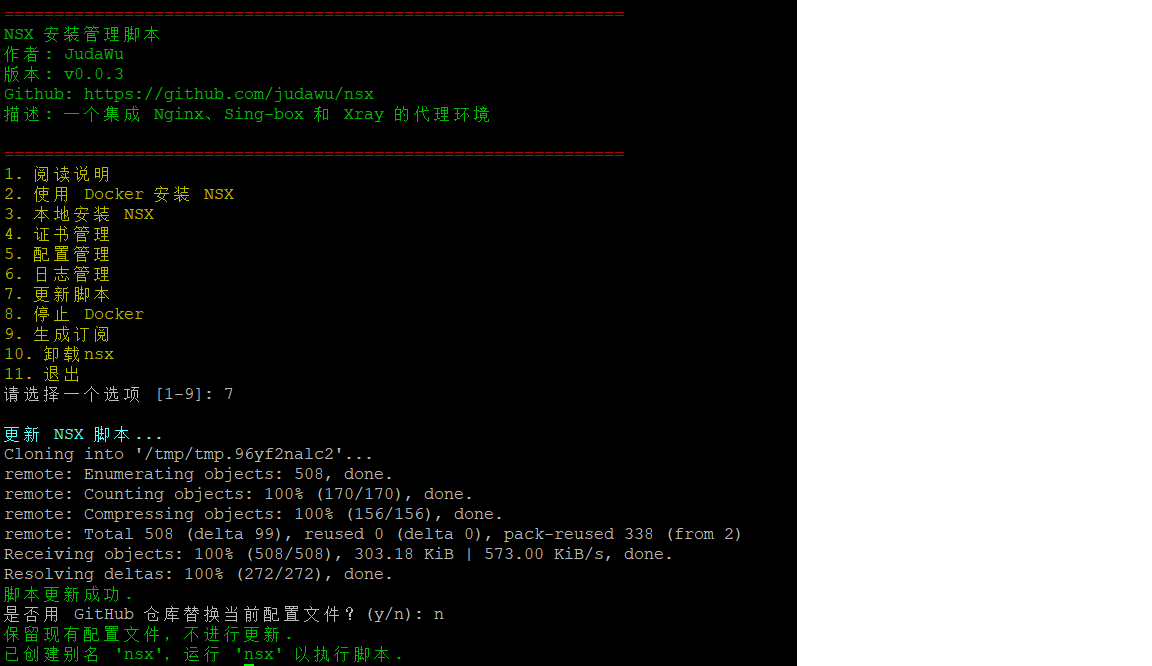 ==============================================================
NSX 安装管理脚本
作者: JudaWu
版本: v0.0.3
Github: https://github.com/judawu/nsx
描述: 一个集成 Nginx、Sing-box 和 Xray 的代理环境
==============================================================
1. 阅读说明
2. 使用 Docker 安装 NSX
3. 本地安装 NSX
4. 证书管理
5. 配置管理
6. 日志管理
7. 更新脚本
8. 停止 Docker
9. 生成订阅
10. 卸载nsx
11. 退出
请选择一个选项 [1-9]: 7
更新 NSX 脚本...
Cloning into '/tmp/tmp.96yf2nalc2'...
remote: Enumerating objects: 508, done.
remote: Counting objects: 100% (170/170), done.
remote: Compressing objects: 100% (156/156), done.
remote: Total 508 (delta 99), reused 0 (delta 0), pack-reused 338 (from 2)
Receiving objects: 100% (508/508), 303.18 KiB | 573.00 KiB/s, done.
Resolving deltas: 100% (272/272), done.
脚本更新成功.
是否用 GitHub 仓库替换当前配置文件？(y/n): n
保留现有配置文件，不进行更新.
已创建别名 'nsx'，运行 'nsx' 以执行脚本.